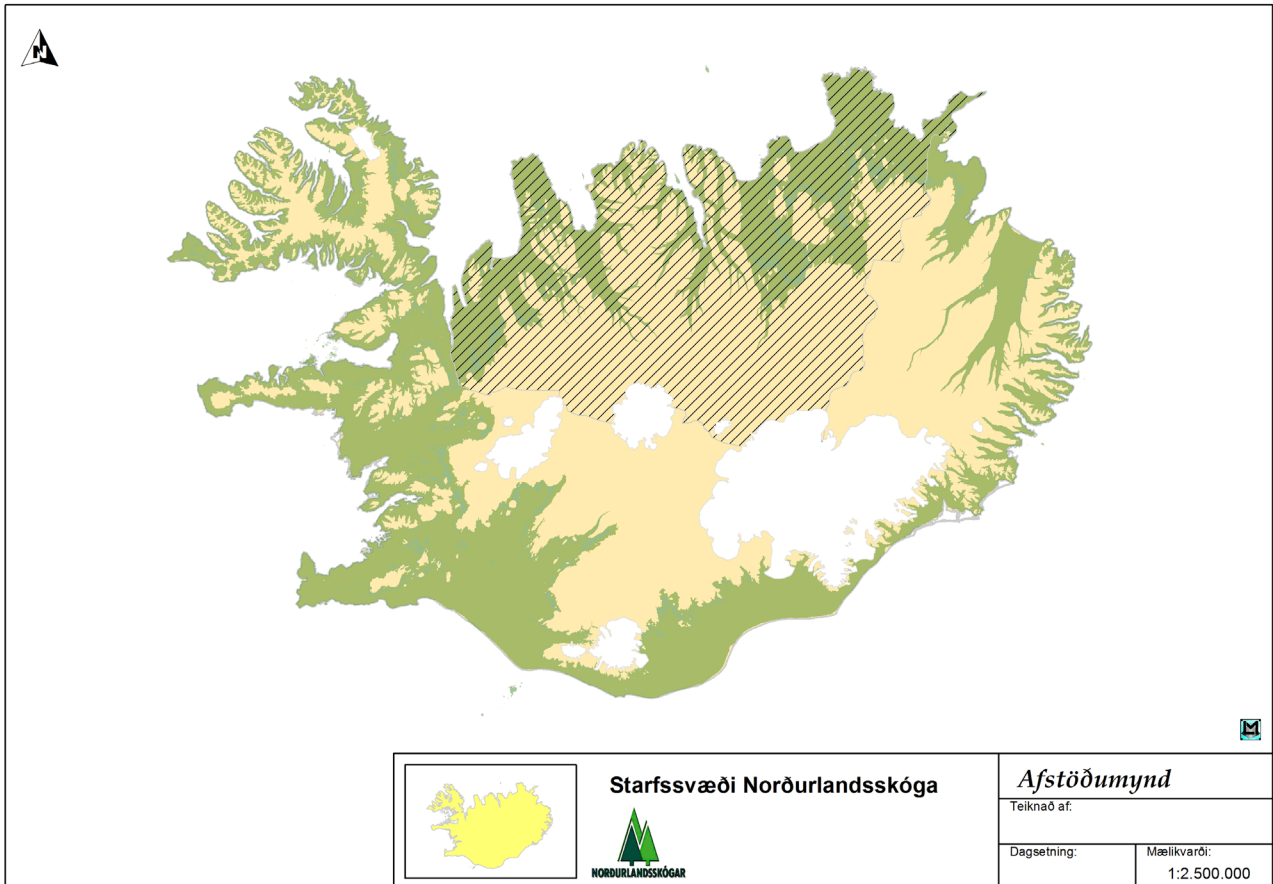 N
Starfssvæði Norðurlandsskóga
NORÐURLANDSSKÓGAR
Afstöðumynd
Teiknað af:
Dagsetning:
Mælikvarði:
1:2.500.000